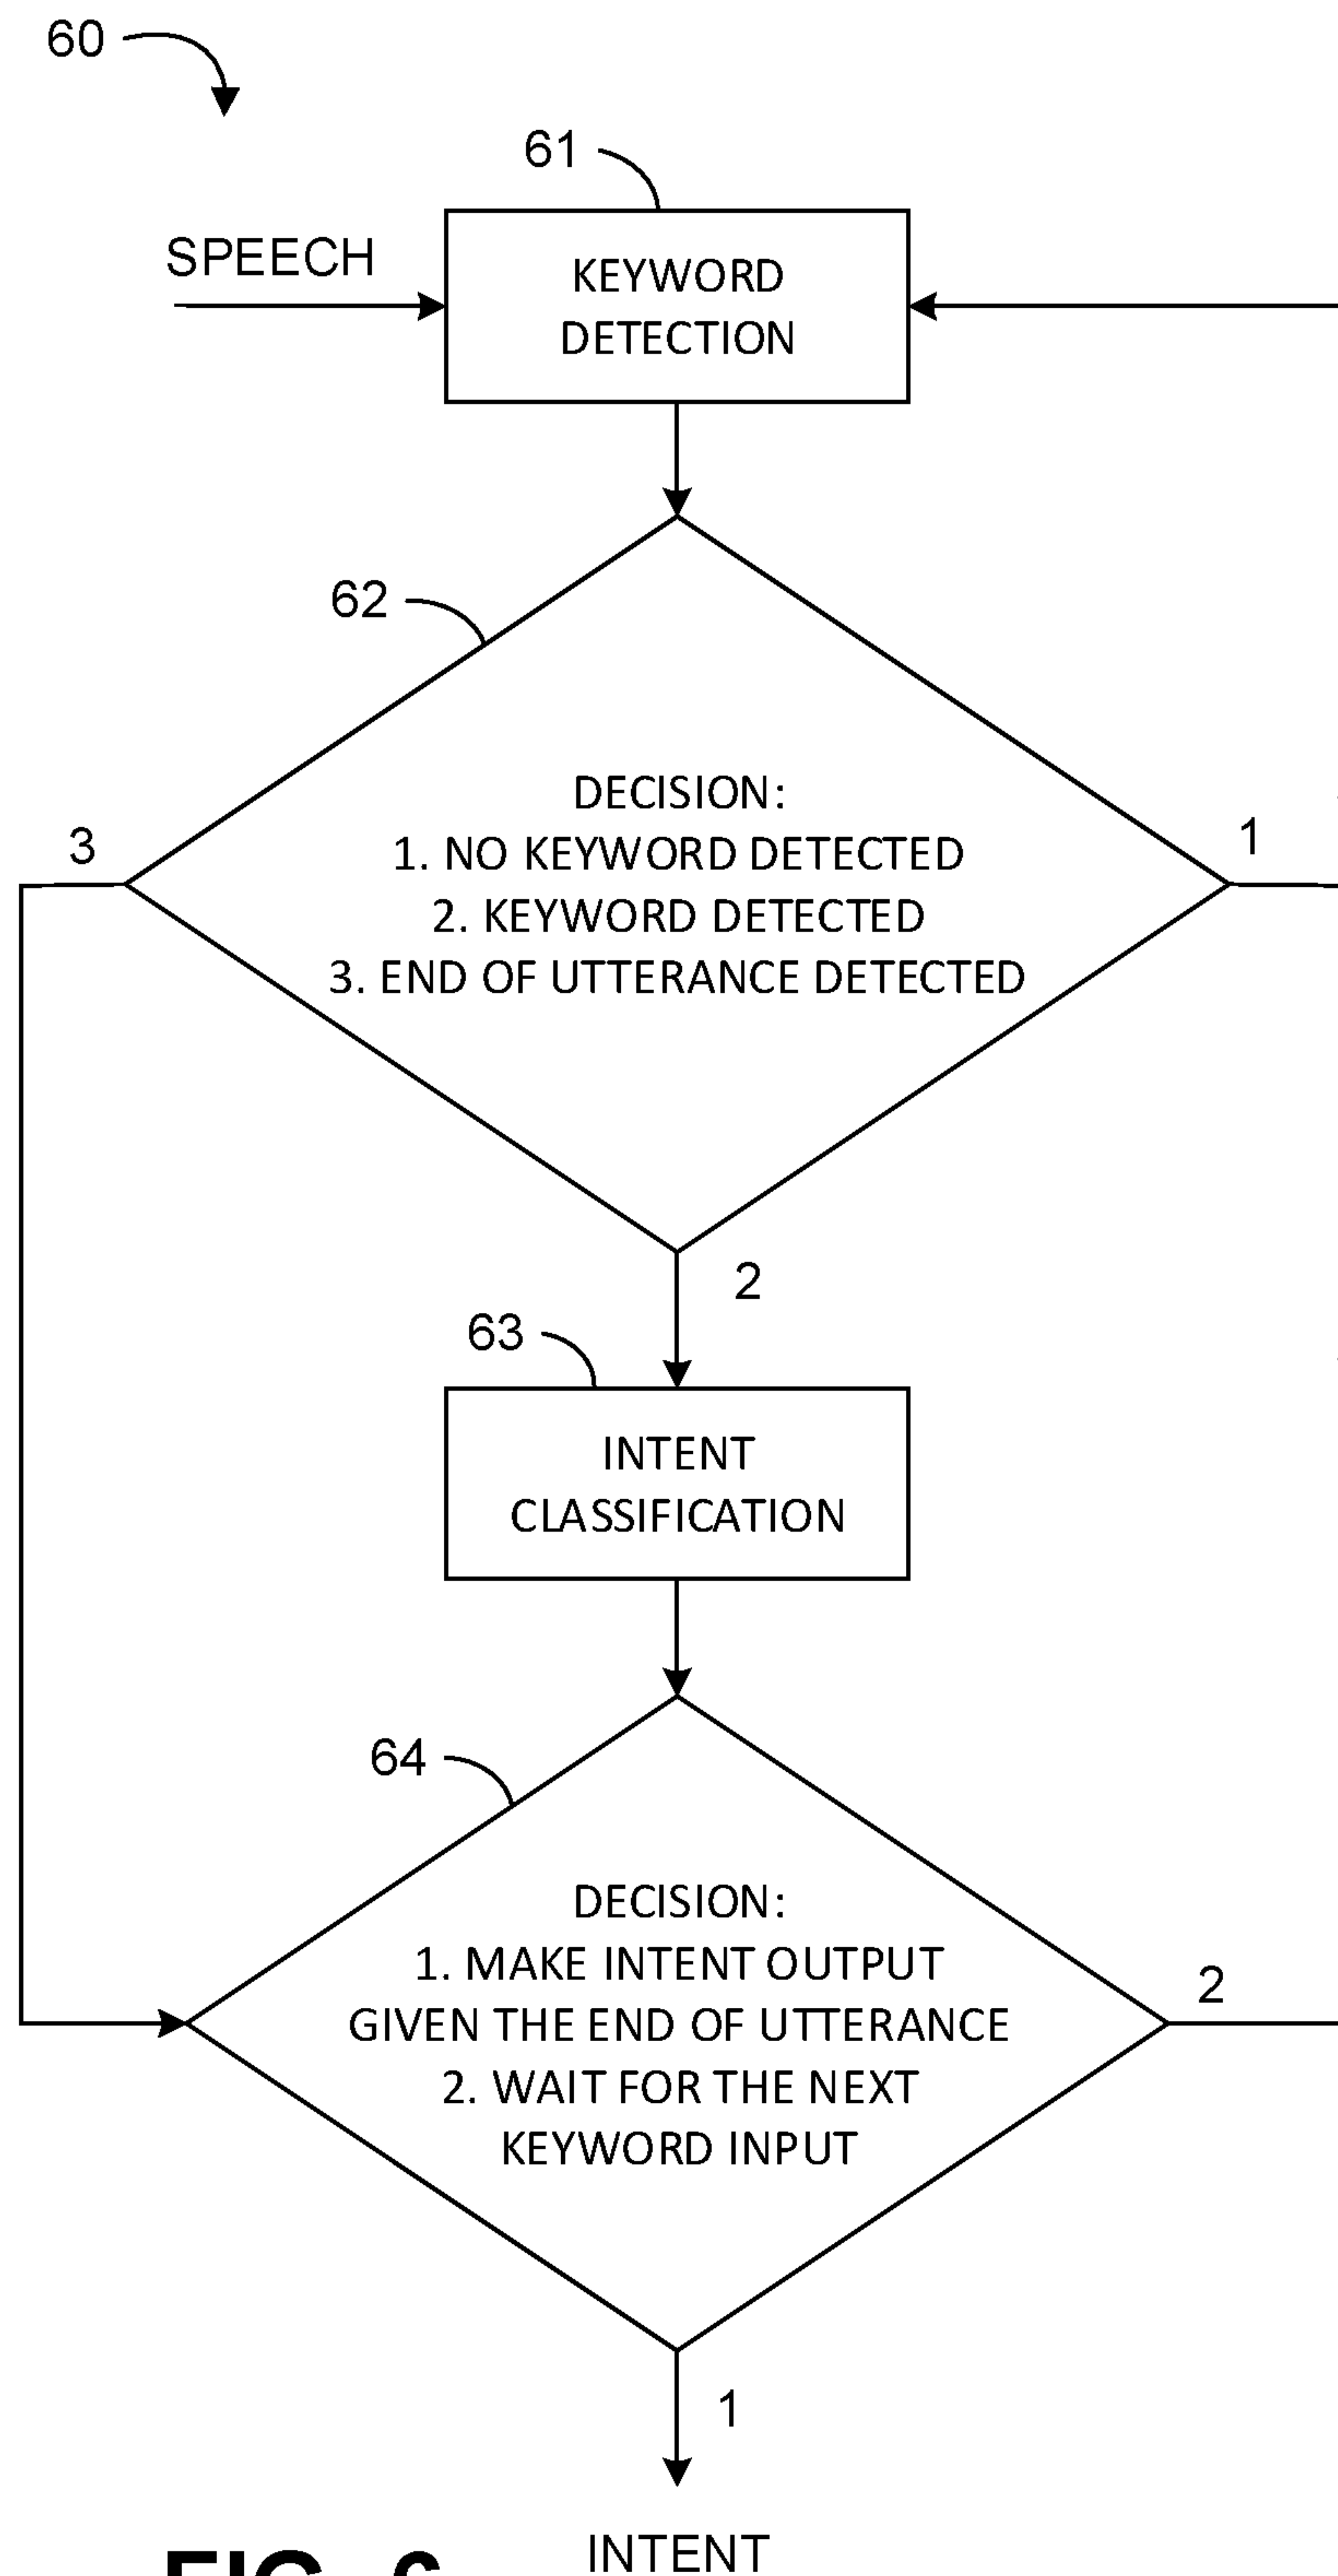 60
61
SPEECH
KEYWORD
DETECTION
62
DECISION:
1. NO KEYWORD DETECTED
2. KEYWORD DETECTED
3. END OF UTTERANCE DETECTED
3
1
2
63
INTENT
CLASSIFICATION
64
DECISION:
1. MAKE INTENT OUTPUT
GIVEN THE END OF UTTERANCE
2. WAIT FOR THE NEXT
KEYWORD INPUT
2
1
INTENT
FIG. 6